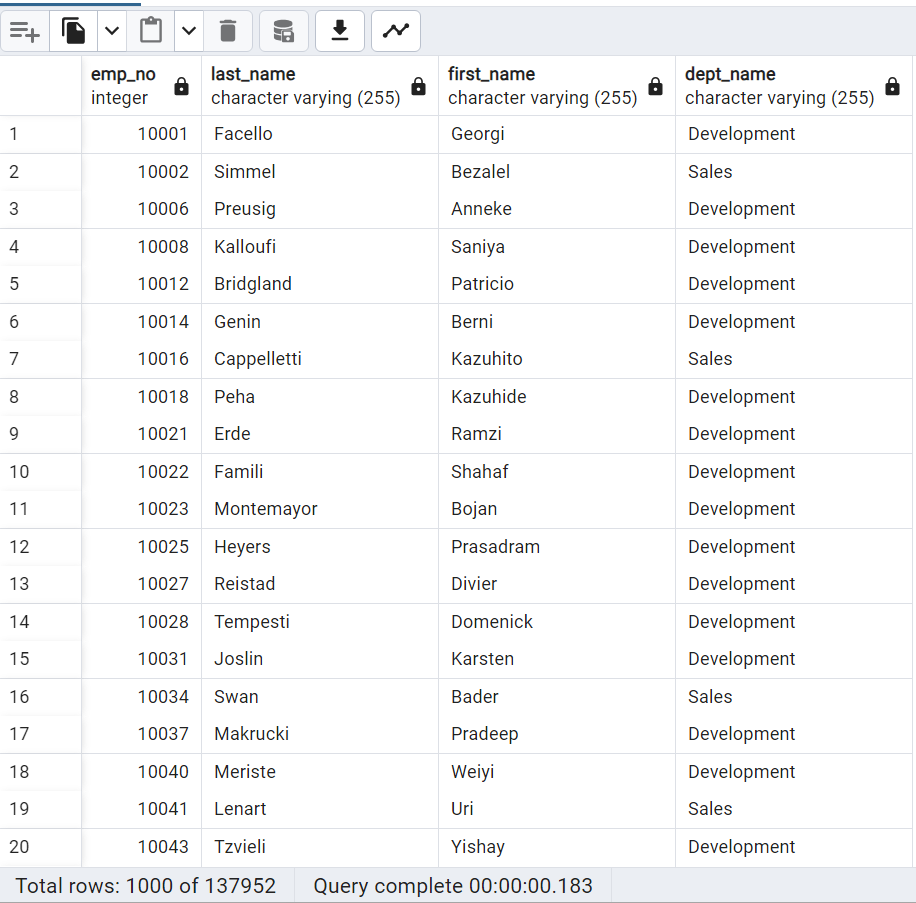 emp_no last_name first_name dept_name
integer character varying (255) character varying (255) character varying (255)
1 10001 Facello Georgi Development
2 10002 Simmel Bezalel Sales
3 10006 Preusig Anneke Development
4 10008 Kalloufi Saniya Development
5 10012 Bridgland Patricio Development
6 10014 Genin Berni Development
7 10016 Cappelletti Kazuhito Sales
8 10018 Peha Kazuhide Development
9 10021 Erde Ramzi Development
10 10022 Famili Shahaf Development
11 10023 Montemayor Bojan Development
12 10025 Heyers Prasadram Development
13 10027 Reistad Divier Development
14 10028 Tempesti Domenick Development
15 10031 Joslin Karsten Development
16 10034 Swan Bader Sales
17 10037 Makrucki Pradeep Development
18 10040 Meriste Weiyi Development
19 10041 Lenart Uri Sales
20 10043 Tzvieli Yishay Development
Total rows: 1000 of 137952 Query complete 00:00:00.183